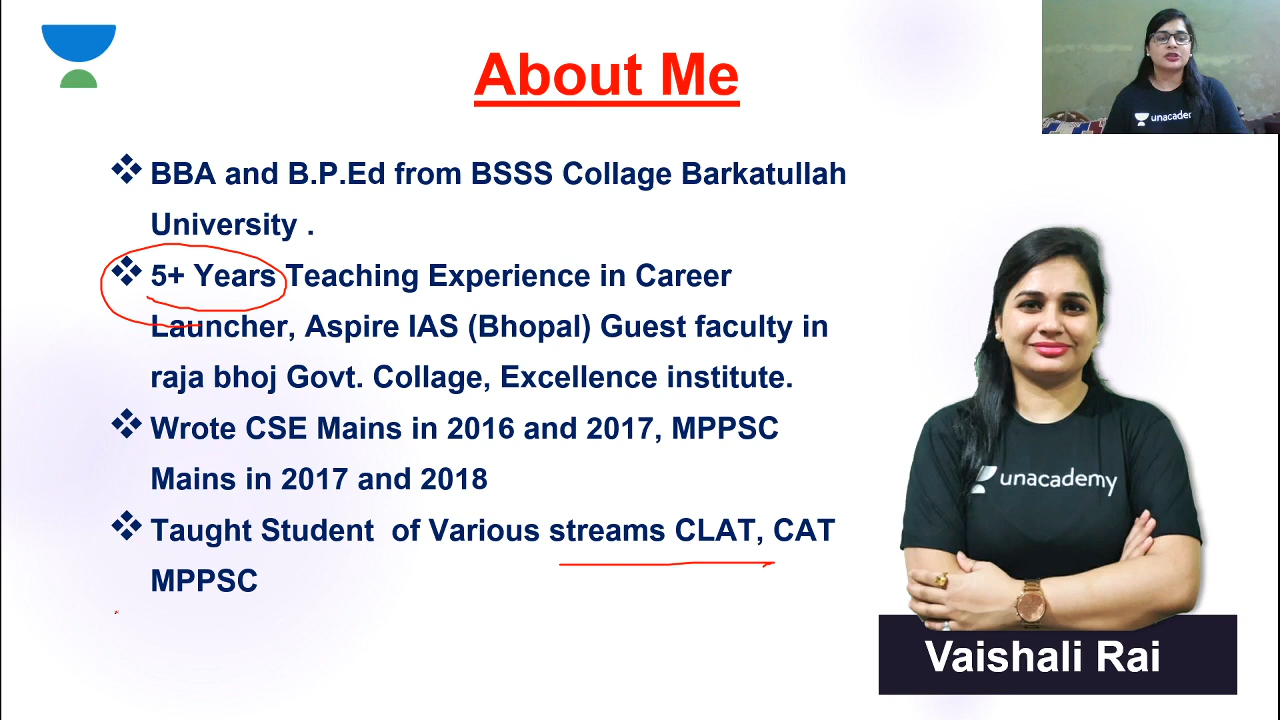 About Me
BBA and B.P.Ed from BSSS Collage Barkatullah
University .
5+ Years Teaching Experience in Career
Launcher, Aspire IAS (Bhopal) Guest faculty in
raja bhoj Govt. Collage, Excellence institute.
Wrote CSE Mains in 2016 and 2017, MPPSC
Mains in 2017 and 2018
Taught Student of Various streams CLAT, CAT
MPPSC
unacadem
unacademy
Vaishali Rai